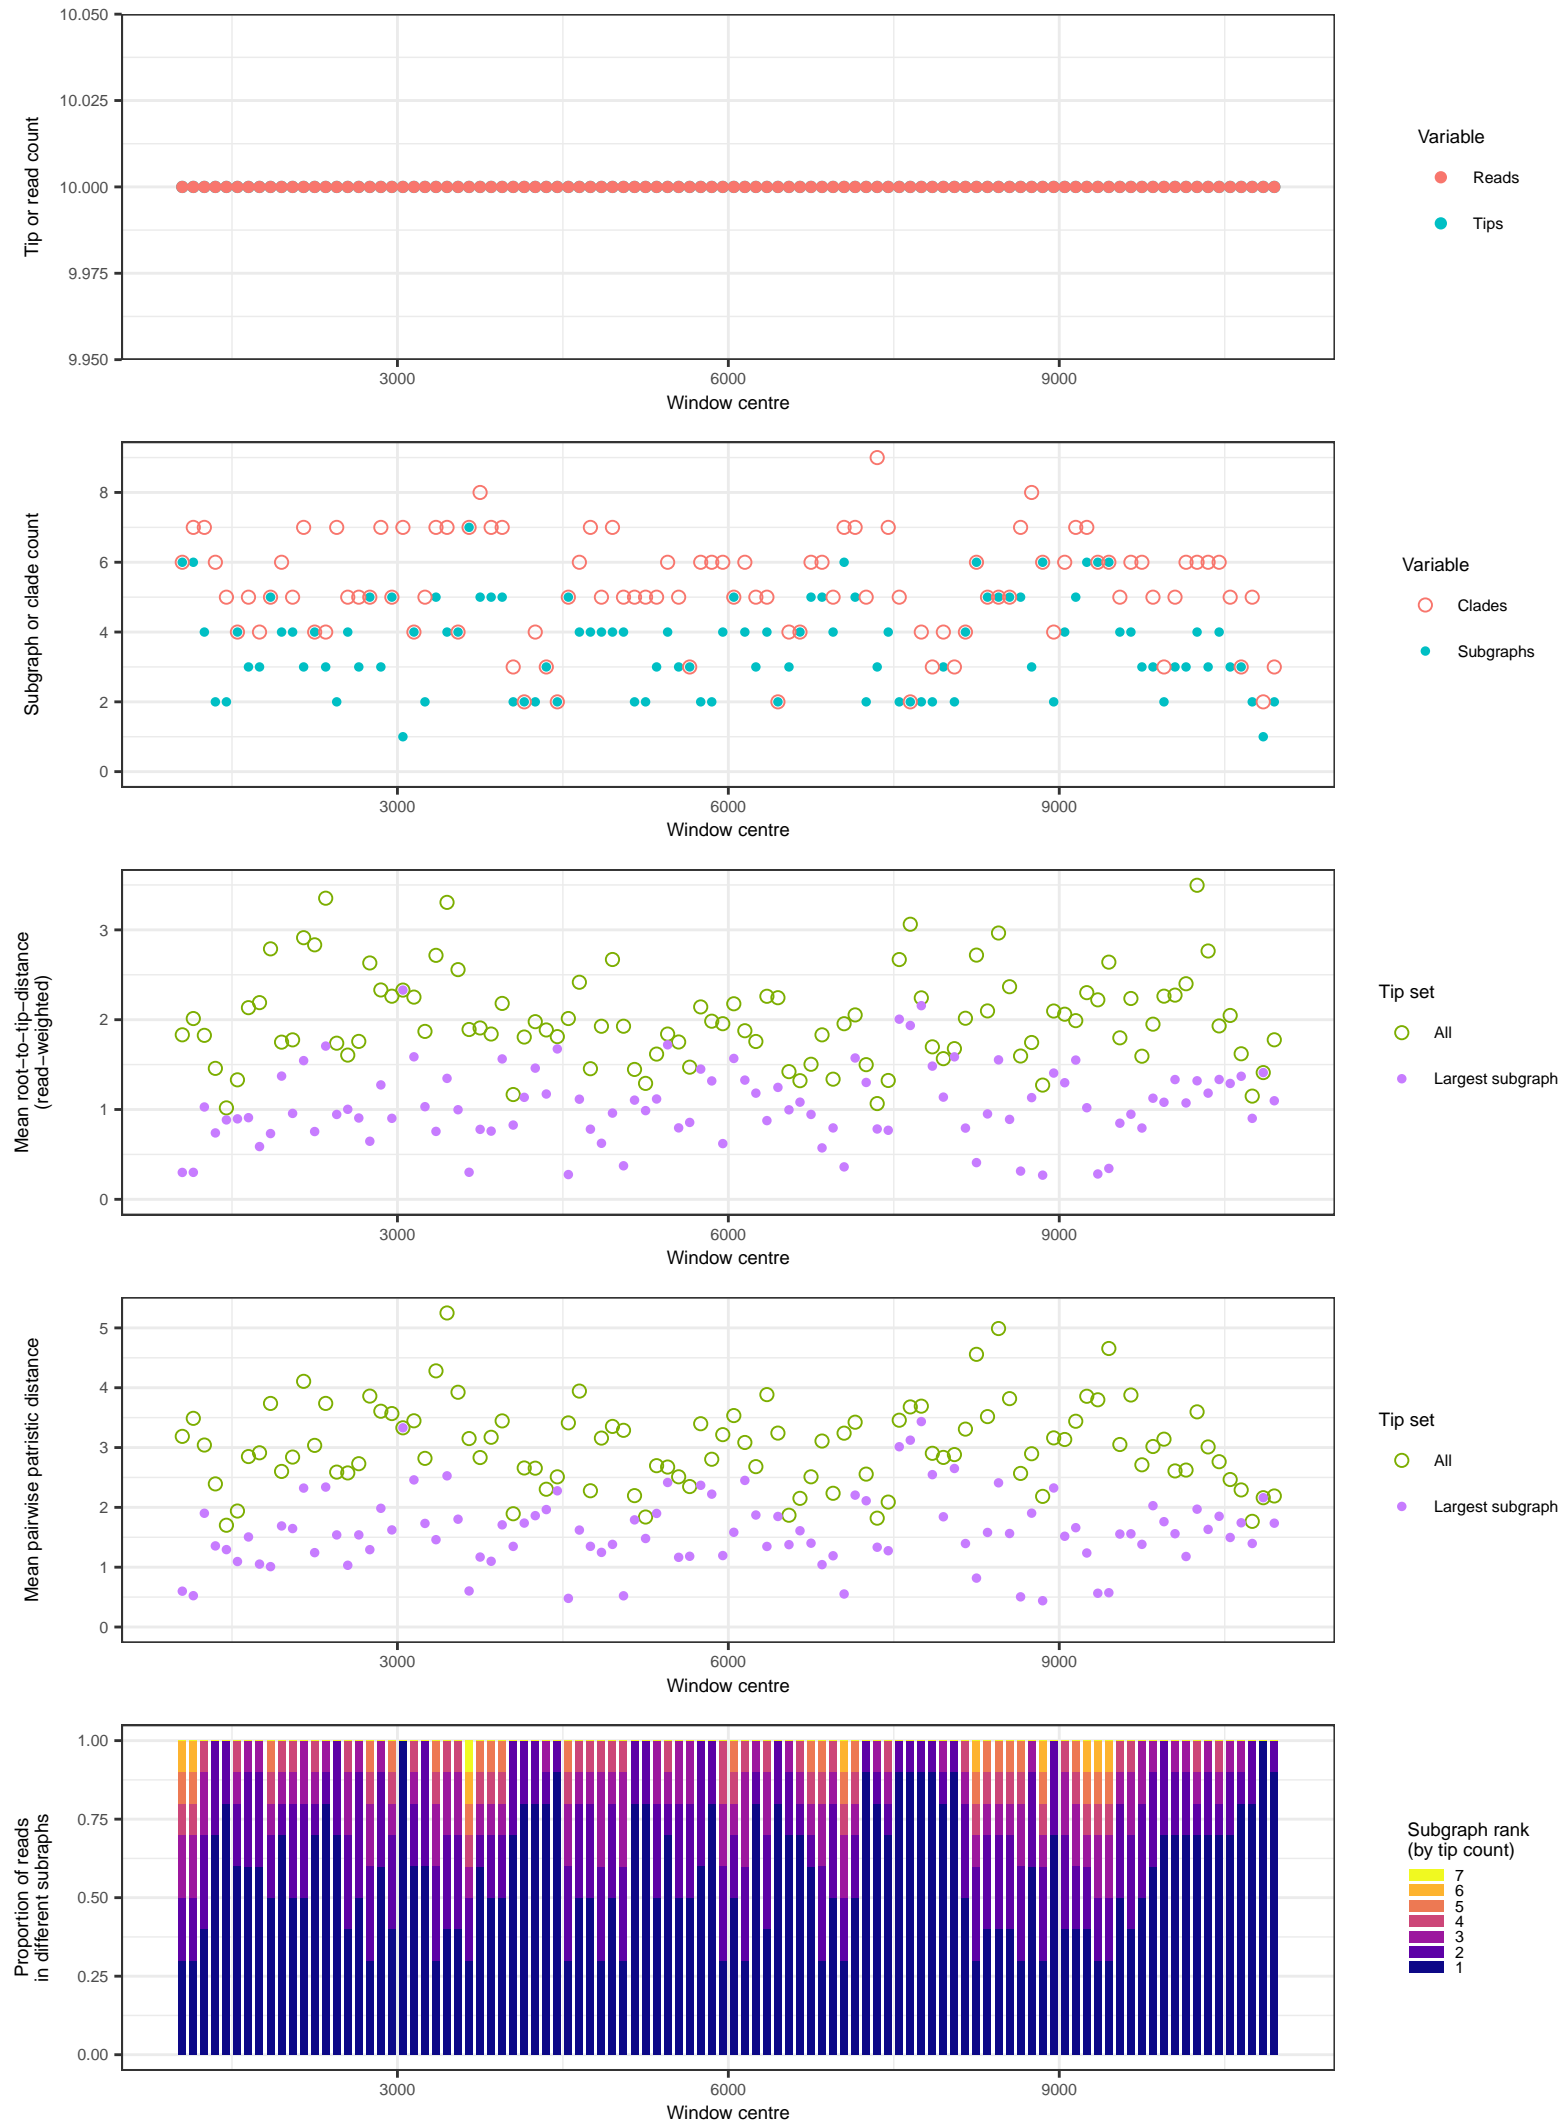 10.050
10.025
10.000
9.975
9.950
Tip or read count
3000 6000 9000
Window centre
Variable
Reads
Tips
8
6
4
2
0
Subgraph or clade count
3000 6000 9000
Window centre
Variable
Clades
Subgraphs
3
2
1
0
Mean root−to−tip−distance
(read−weighted)
3000 6000 9000
Window centre
Tip set
All
Largest subgraph
5
4
3
2
1
0
Mean pairwise patristic distance
3000 6000 9000
Window centre
Tip set
All
Largest subgraph
1.00
0.75
0.50
0.25
0.00
Proportion of reads
in different subraphs
3000 6000 9000
Window centre
Subgraph rank
(by tip count)
7
6
5
4
3
2
1